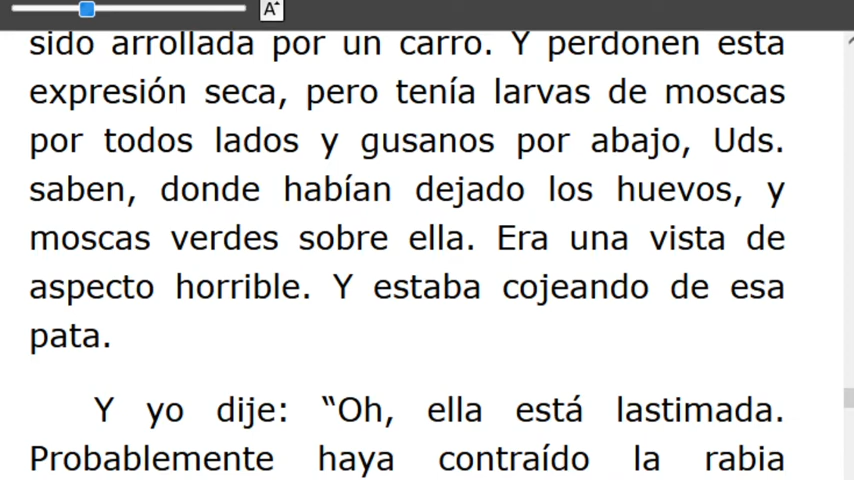 A
sido arrollada por un carro. Y perdonen esta
expresión seca, pero tenía larvas de moscas
por todos lados y gusanos por abajo, Uds.
saben, donde habían dejado los huevos, y
moscas verdes sobre ella. Era una vista de
aspecto horrible. Y estaba cojeando de esa
pata.
Y yo dije: “Oh, ella está lastimada.
Probablemente haya contraído la rabia